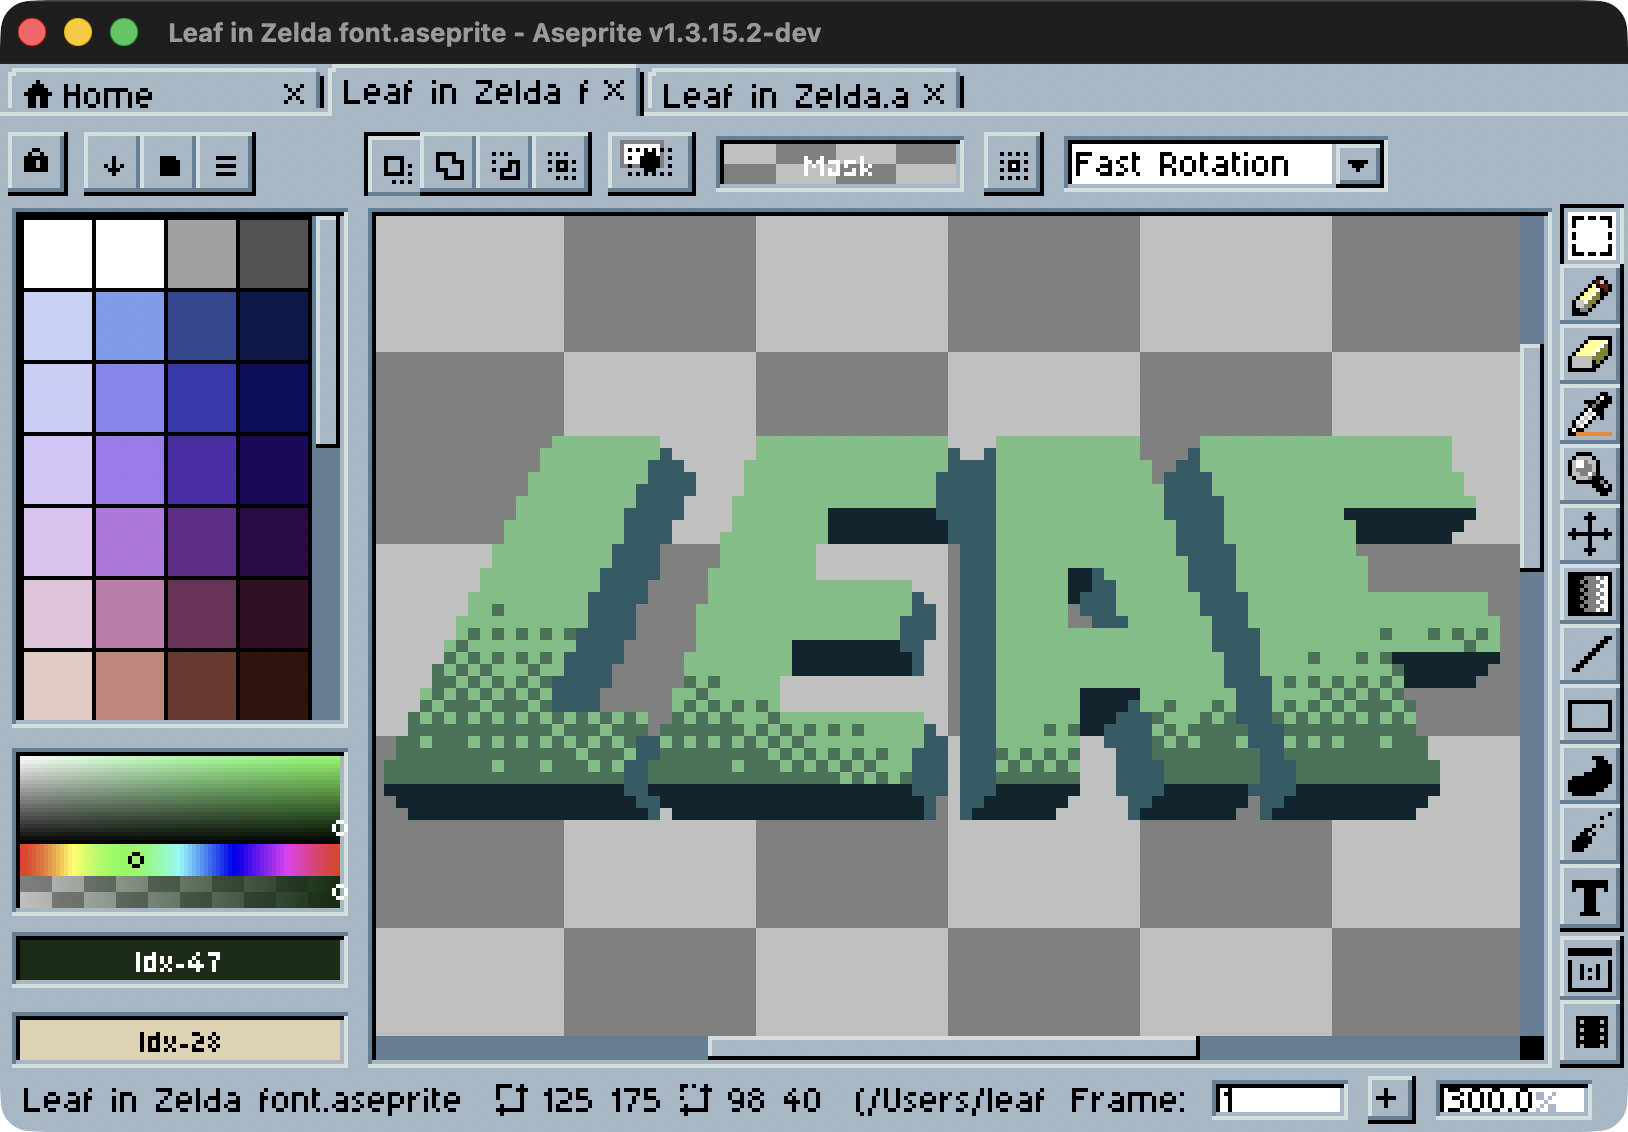 Leaf in Zelda font.aseprite - Aseprite v1.3.15.2-dev
Home
Leaf in Zelda f
Leaf in Zelda.a
Mask
Fast Rotation
LEAF
T
1:1
Idx-47
Idx-28
Leaf in Zelda font.aseprite 125 175 98 40 (/Users/leaf Frame: 1 + 300.0%